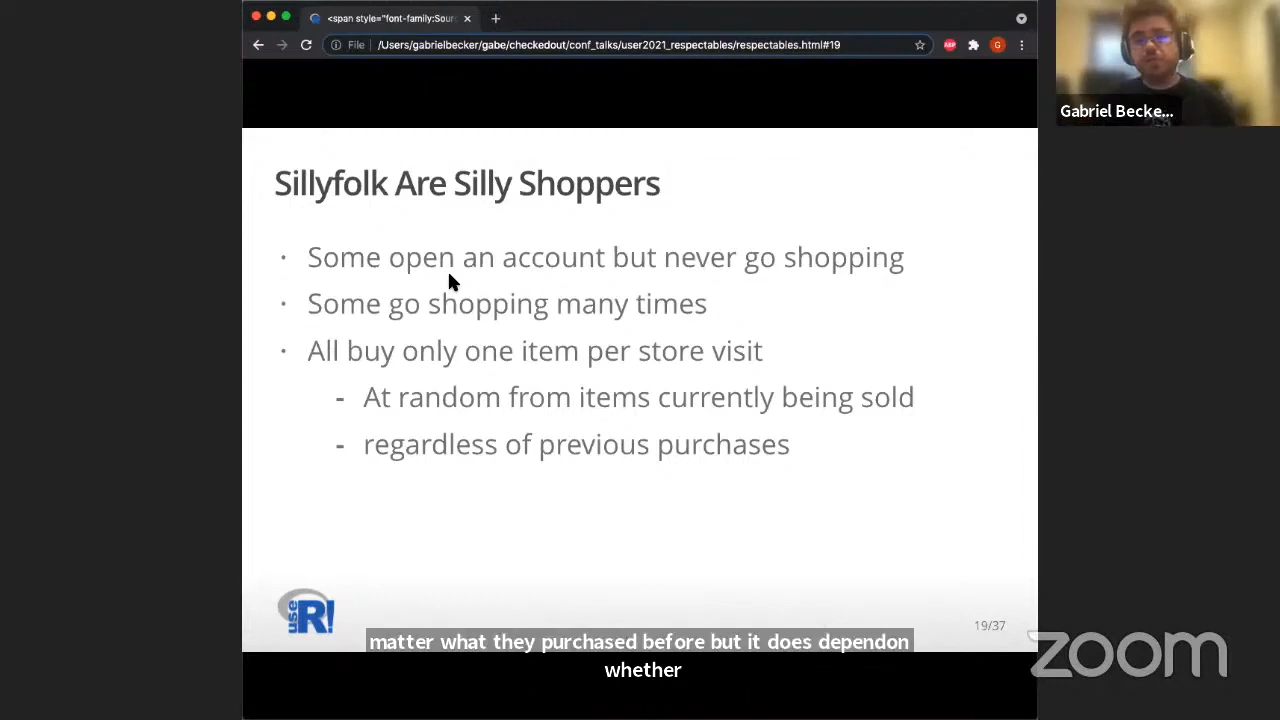 <span style="font-family:Sour
File
/Users/gabrielbecker/gabe/checkedout/conf_talks/user2021_respectables/respectables.html#19
ABP
G
Gabriel Becke...
Sillyfolk Are Silly Shoppers
· Some open an account but never go shopping
· Some go shopping many times
· All buy only one item per store visit
- At random from items currently being sold
- regardless of previous purchases
use R!
19/37
matter what they purchased before but it does dependon
whether
zoom